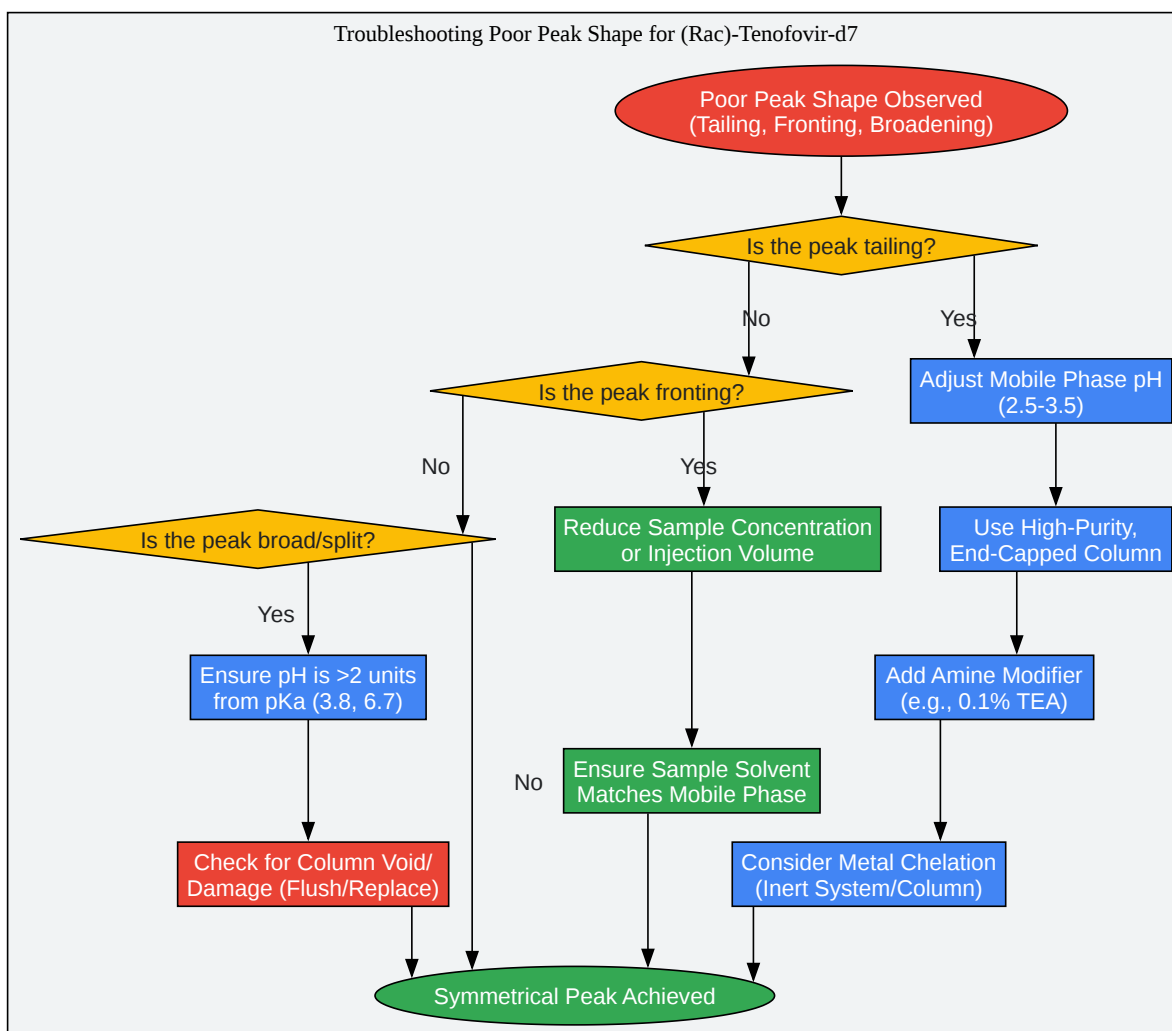 Troubleshooting Poor Peak Shape for (Rac)-Tenofovir-d7
Poor Peak Shape Observed
(Tailing, Fronting, Broadening)
Is the peak tailing?
No
Yes
Is the peak fronting?
Adjust Mobile Phase pH
(2.5-3.5)
No
Yes
Is the peak broad/split?
Reduce Sample Concentration
or Injection Volume
Use High-Purity,
End-Capped Column
Yes
Ensure pH is >2 units
from pKa (3.8, 6.7)
Add Amine Modifier
(e.g., 0.1% TEA)
No
Ensure Sample Solvent
Matches Mobile Phase
Check for Column Void/
Damage (Flush/Replace)
Consider Metal Chelation
(Inert System/Column)
Symmetrical Peak Achieved